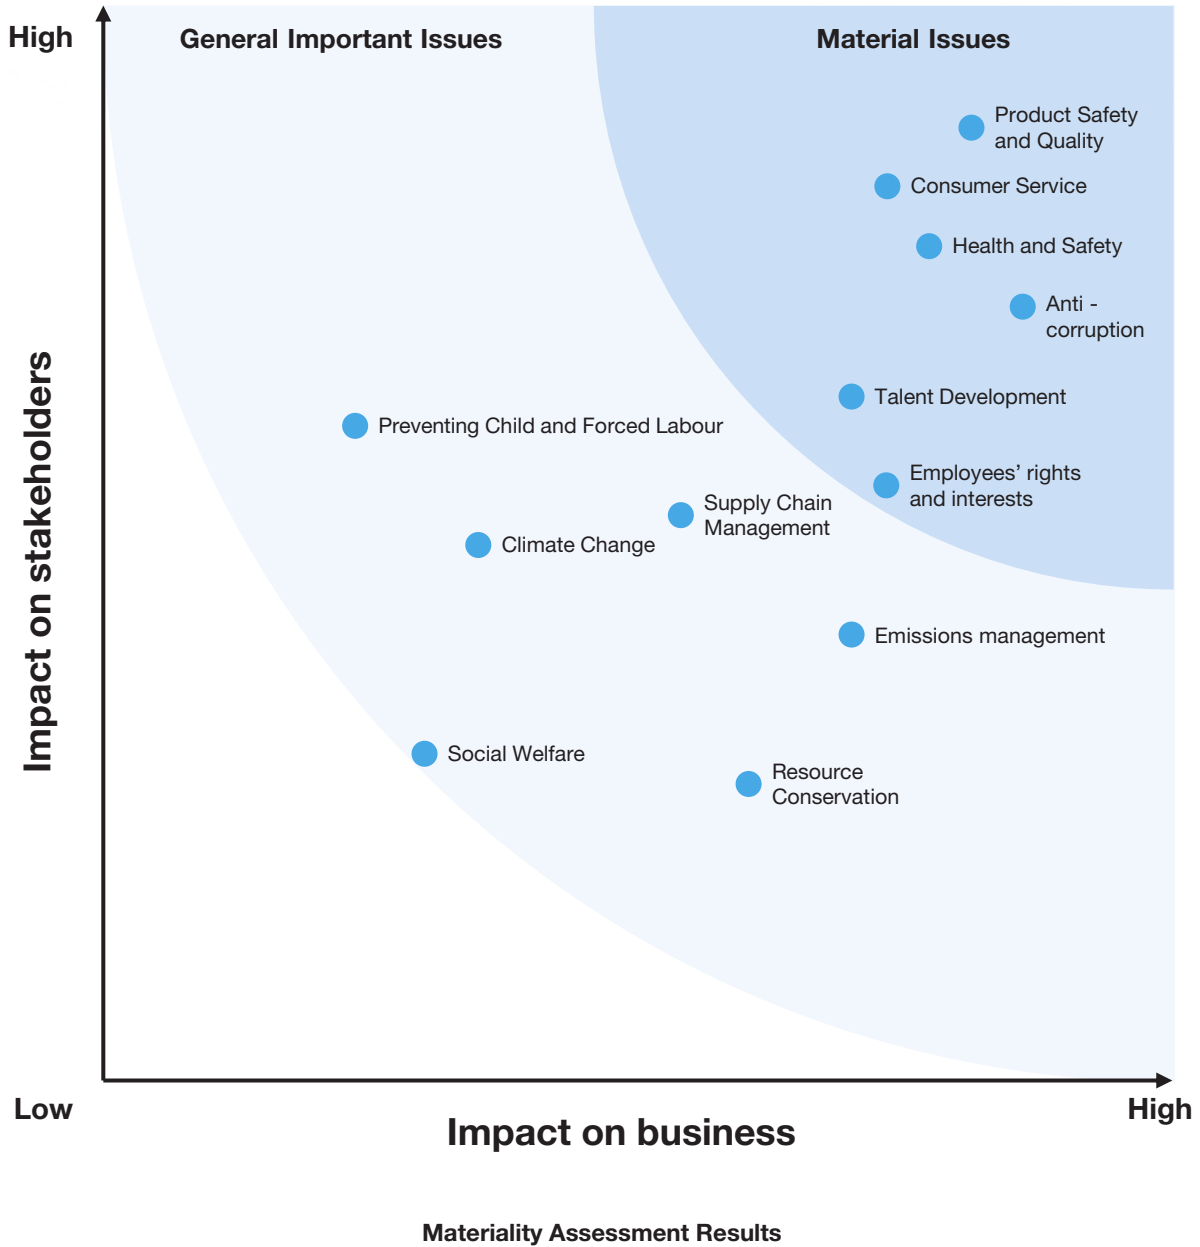 High
General Important Issues
Material Issues
Product Safety
and Quality
Consumer Service
Health and Safety
Anti -
corruption
Talent Development
Preventing Child and Forced Labour
Employees’ rights
and interests
Supply Chain
Management
Climate Change
Emissions management
Social Welfare
Resource
Conservation
Impact on stakeholders
Low
High
Impact on business
Materiality Assessment Results